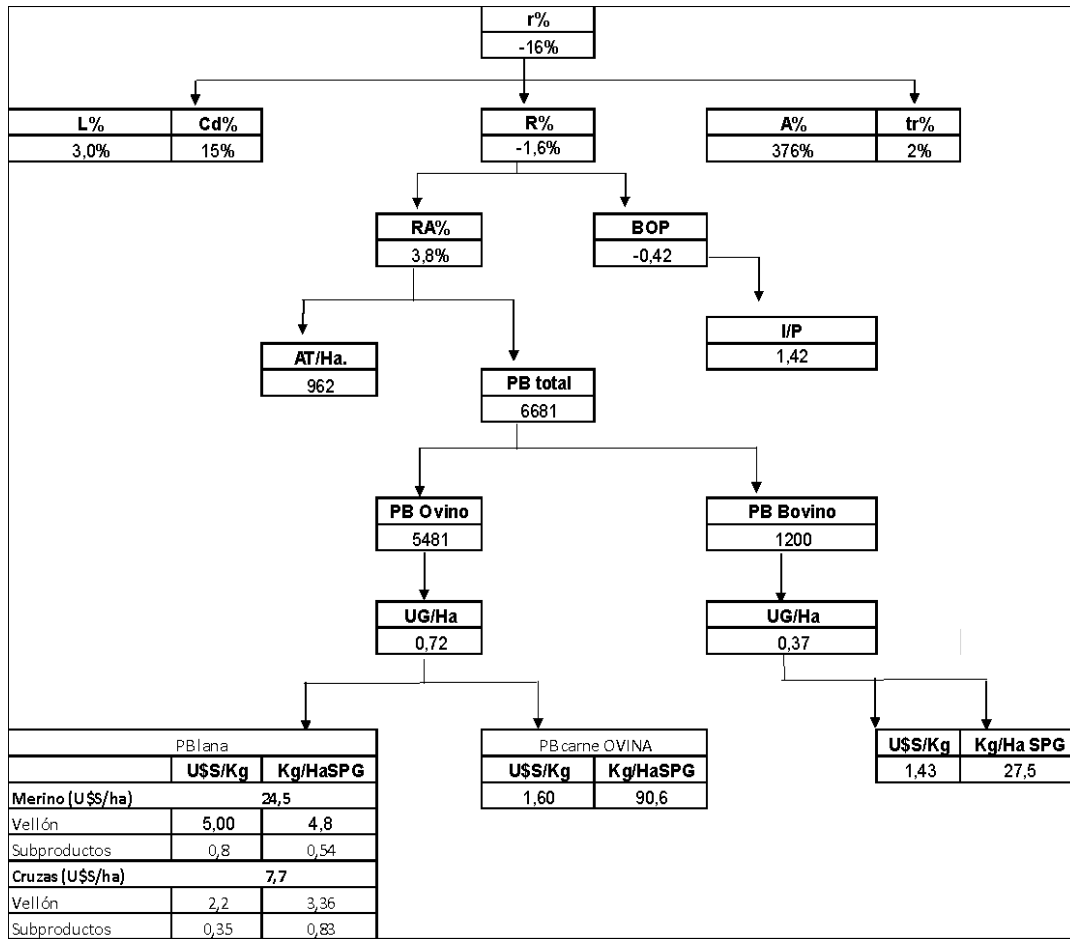 r%
-16%
L% Cd%
3,0% 15%
R%
-1,6%
A% tr%
376% 2%
RA%
3,8%
BOP
-0,42
I/P
1,42
AT/Ha.
962
PB total
6681
PB Ovino
5481
PB Bovino
1200
UG/Ha
0,72
UG/Ha
0,37
PB lana
U$S/Kg Kg/HaSPG
Merino (U$S/ha) 24,5
Vellón 5,00 4,8
Subproductos 0,8 0,54
Cruzas (U$S/ha) 7,7
Vellón 2,2 3,36
Subproductos 0,35 0,83
PB carne OVINA
U$S/Kg Kg/HaSPG
1,60 90,6
U$S/Kg Kg/Ha SPG
1,43 27,5